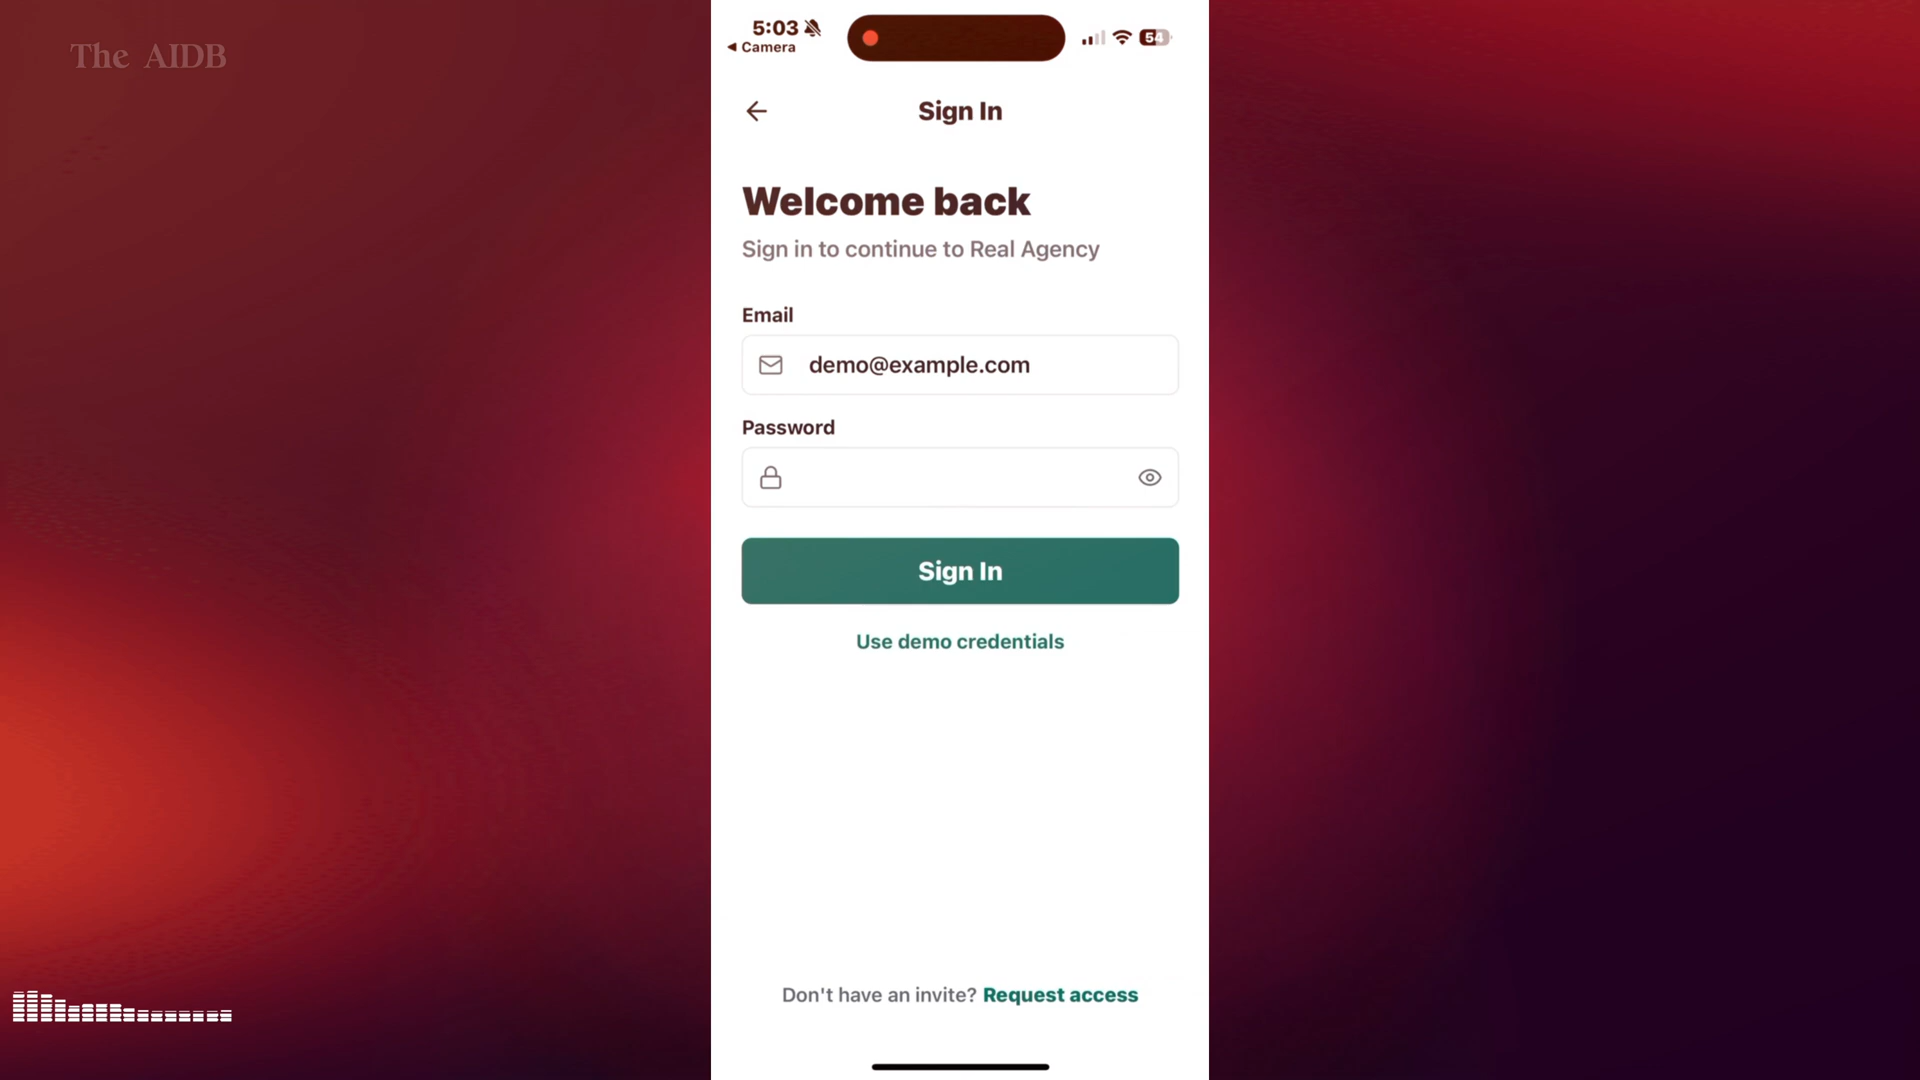 The AIDB
5:03
◀ Camera
54
Sign In
Welcome back
Sign in to continue to Real Agency
Email
demo@example.com
Password
Sign In
Use demo credentials
Don't have an invite? Request access